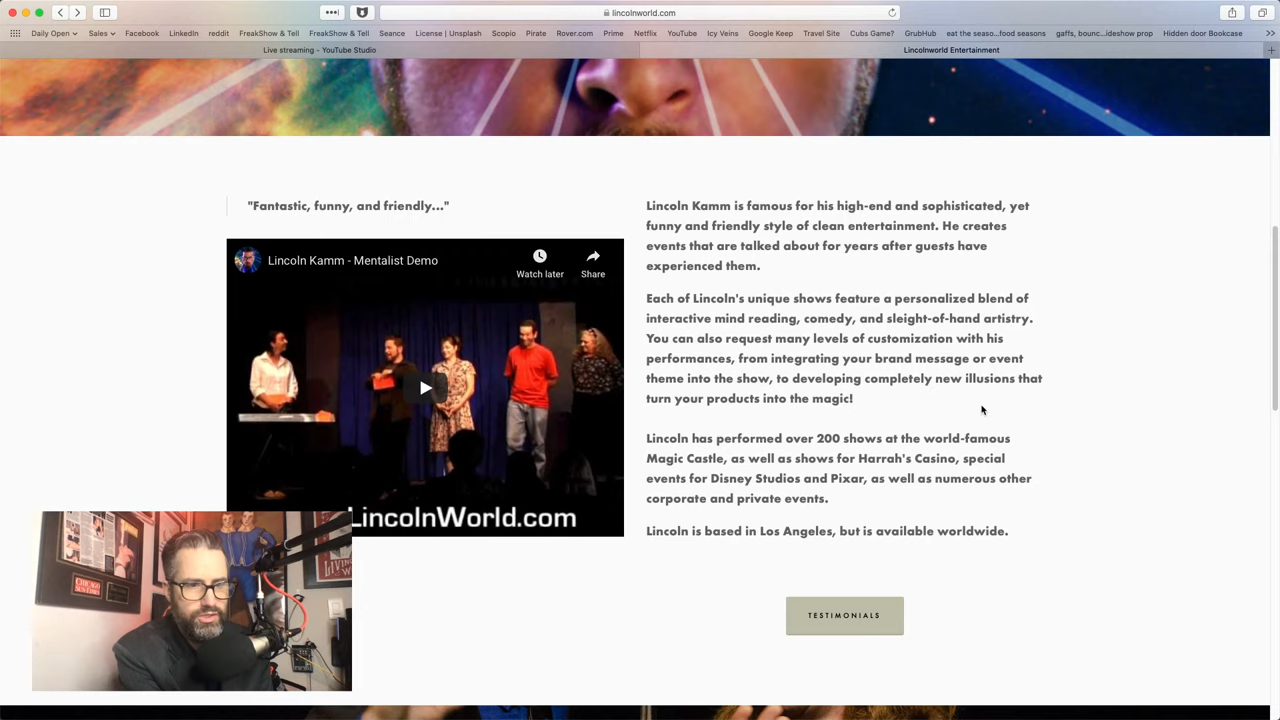 lincolnworld.com
Daily Open
Sales
Facebook
LinkedIn
reddit
FreakShow & Tell
FreakShow & Tell
Seance
License | Unsplash
Scopio
Pirate
Rover.com
Prime
Netflix
YouTube
Icy Veins
Google Keep
Travel Site
Cubs Game?
GrubHub
eat the seaso...food seasons
gaffs, bounc...ideshow prop
Hidden door Bookcase
Live streaming - YouTube Studio
Lincolnworld Entertainment
"Fantastic, funny, and friendly..."
Lincoln Kamm - Mentalist Demo
Watch later
Share
LincolnWorld.com
Lincoln Kamm is famous for his high-end and sophisticated, yet
funny and friendly style of clean entertainment. He creates
events that are talked about for years after guests have
experienced them.
Each of Lincoln's unique shows feature a personalized blend of
interactive mind reading, comedy, and sleight-of-hand artistry.
You can also request many levels of customization with his
performances, from integrating your brand message or event
theme into the show, to developing completely new illusions that
turn your products into the magic!
Lincoln has performed over 200 shows at the world-famous
Magic Castle, as well as shows for Harrah's Casino, special
events for Disney Studios and Pixar, as well as numerous other
corporate and private events.
Lincoln is based in Los Angeles, but is available worldwide.
TESTIMONIALS
CHICAGO
SUN-TIMES